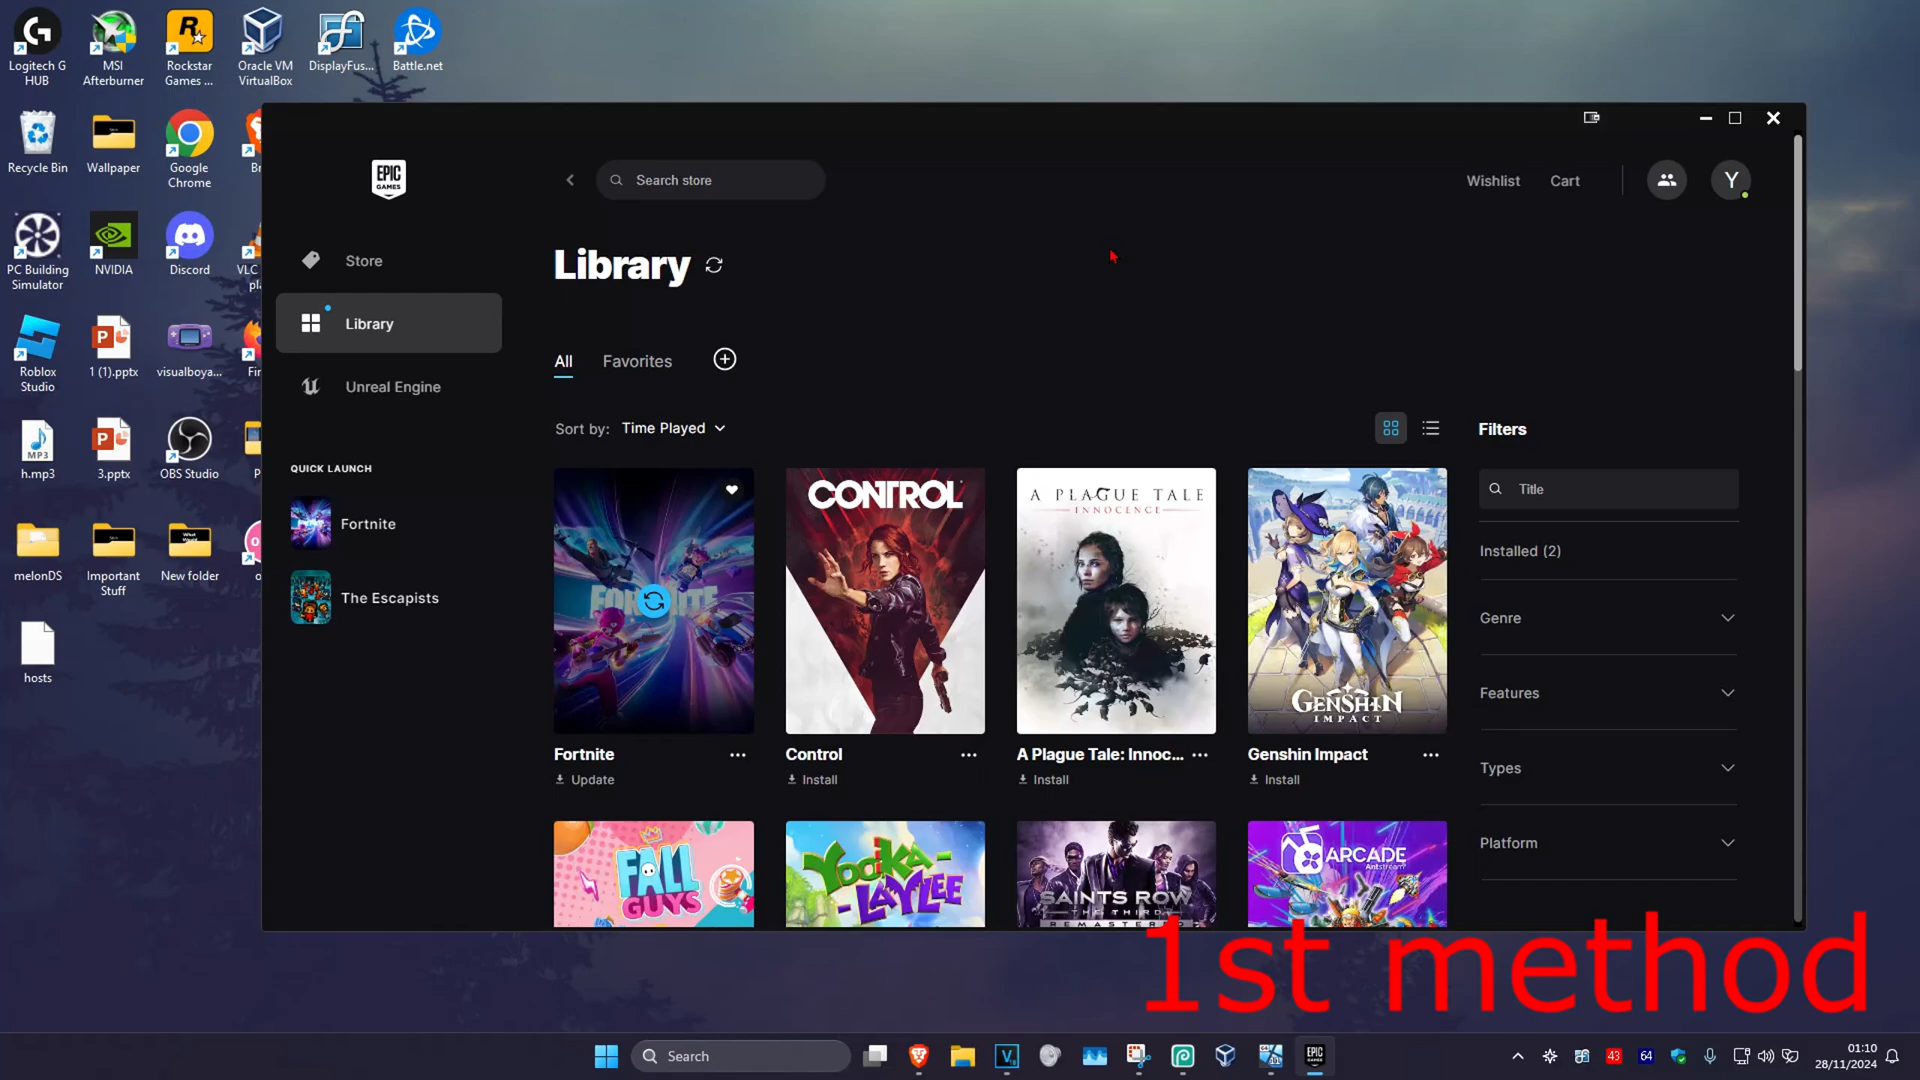 Logitech G
HUB
MSI
Afterburner
Rockstar
Games ...
Oracle VM
VirtualBox
DisplayFus...
Battle.net
Recycle Bin
Wallpaper
Google
Chrome
PC Building
Simulator
NVIDIA
Discord
VLC
Roblox
Studio
1 (1).pptx
visualboya...
h.mp3
MP3
3.pptx
OBS Studio
melonDS
Important
Stuff
New folder
hosts
EPIC
GAMES
Search store
Wishlist
Cart
Y
Store
Library
Unreal Engine
QUICK LAUNCH
Fortnite
The Escapists
Library
All
Favorites
Sort by: Time Played
Filters
Title
Installed (2)
Genre
Features
Types
Platform
CONTROL
A PLAGUE TALE
INNOCENCE
GENSHIN
IMPACT
Fortnite
Update
Control
Install
A Plague Tale: Innoc...
Install
Genshin Impact
Install
FALL
GUYS
YOOKA-
-LAYLEE
SAINTS ROW
THE THIRD
REMASTERED
ARCADE
Antstream
1st method
Search
43
64
01:10
28/11/2024